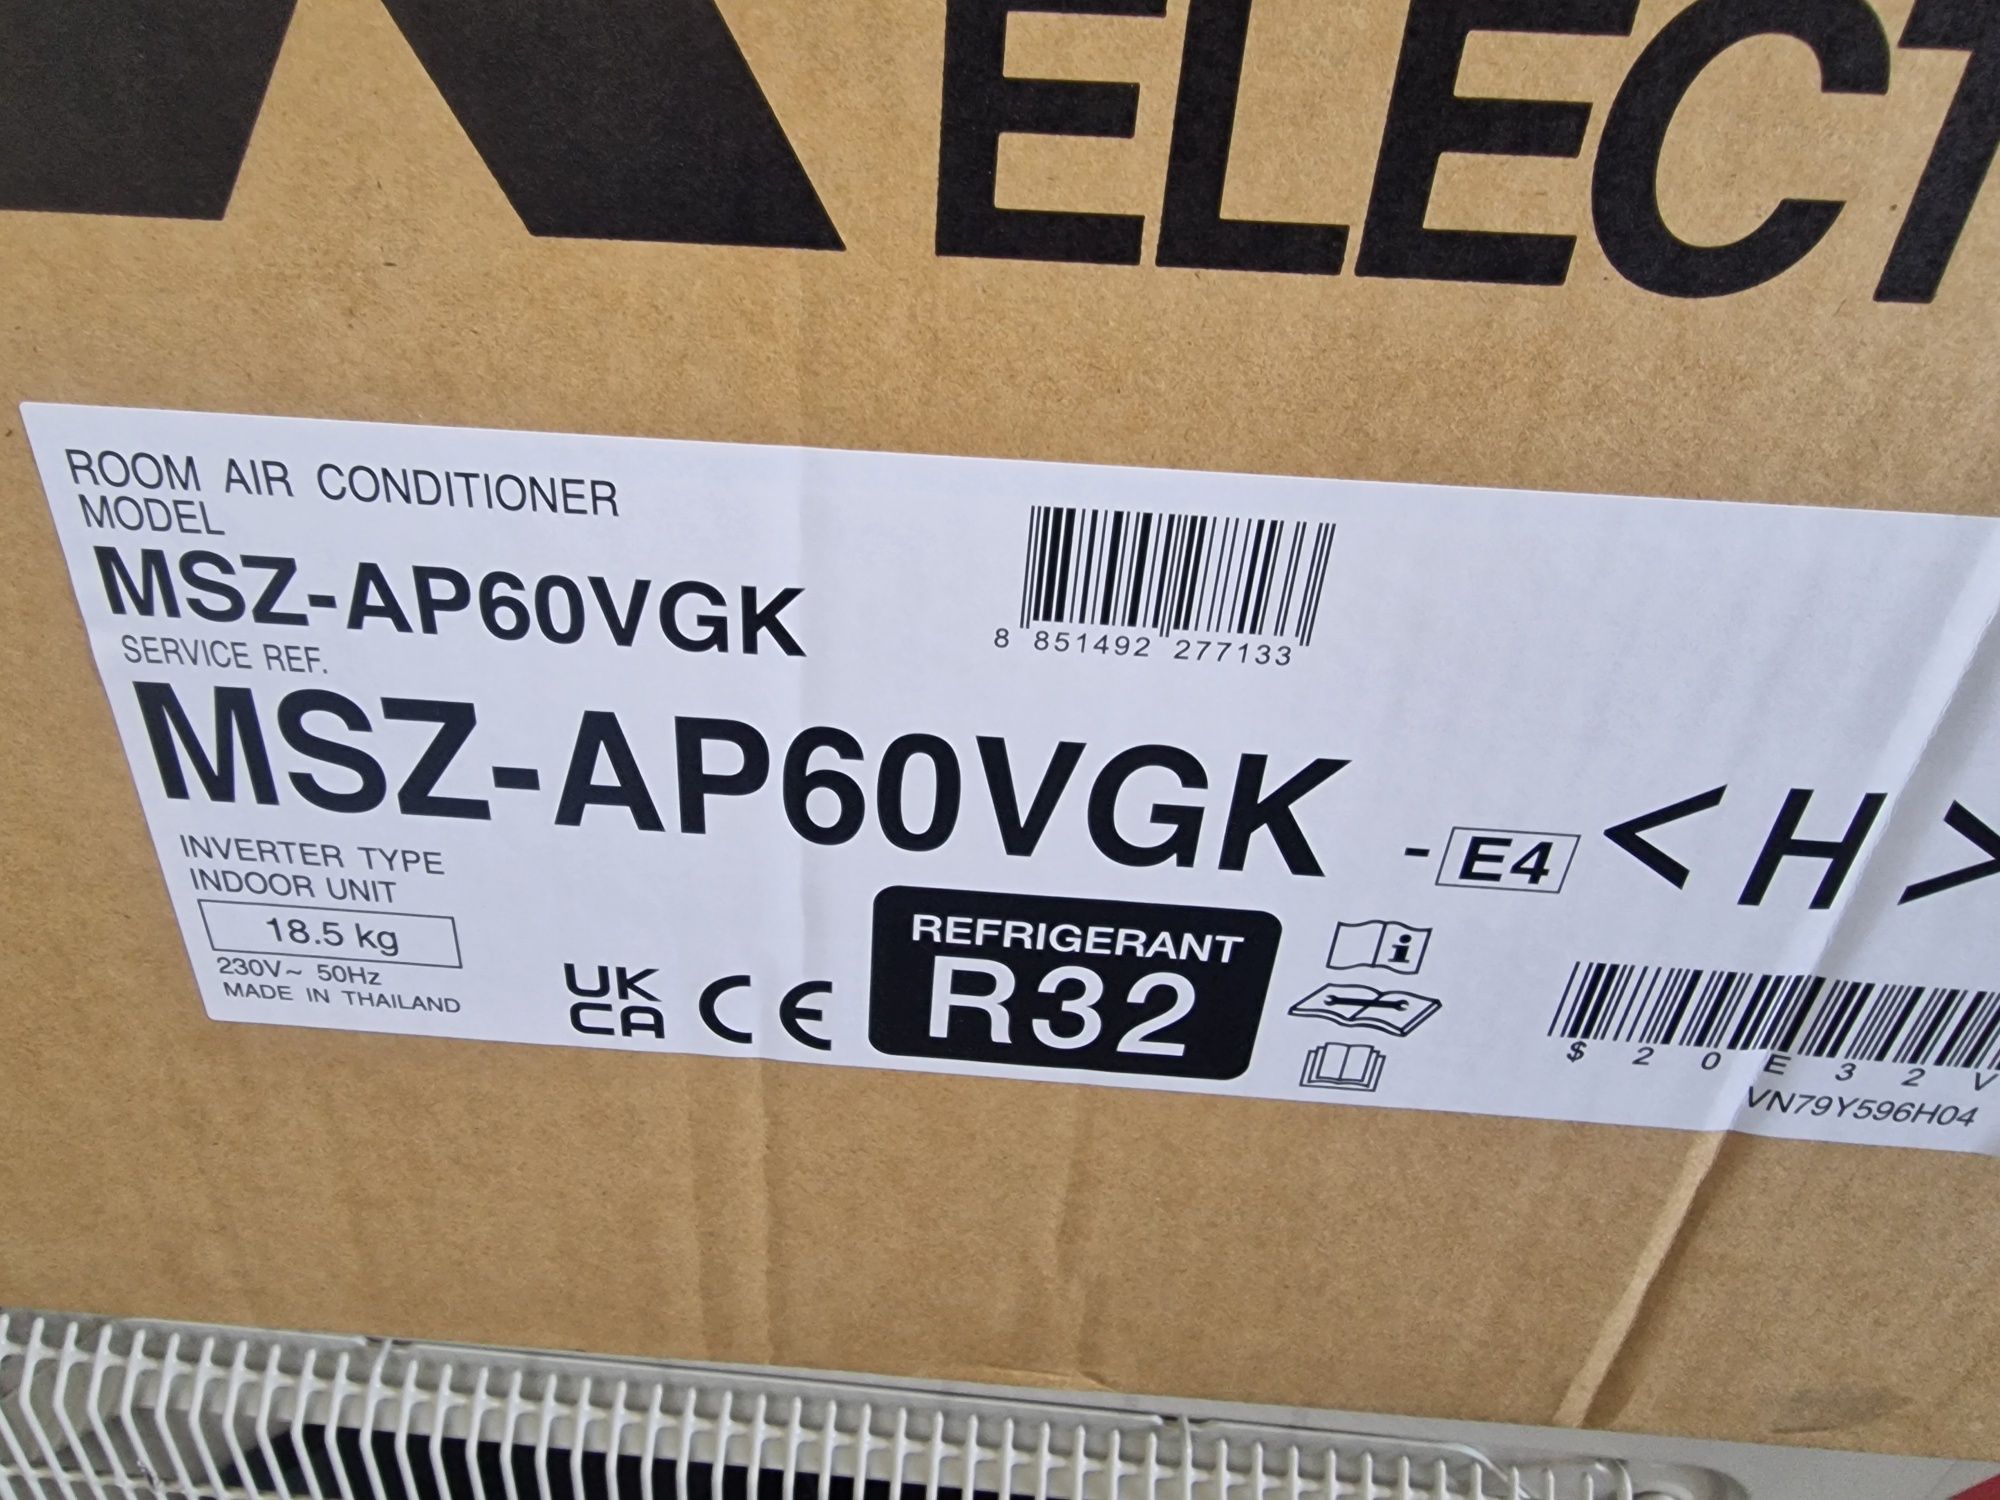 ELECT
ROOM AIR CONDITIONER
MODEL
MSZ-AP60VGK
8 851492 277133
SERVICE REF.
MSZ-AP60VGK - E4 <H>
INVERTER TYPE
INDOOR UNIT
18.5 kg
230V~ 50Hz
MADE IN THAILAND
UK
CA
CE
REFRIGERANT
R32
$ 2 0 E 3 2 V
VN79Y596H04